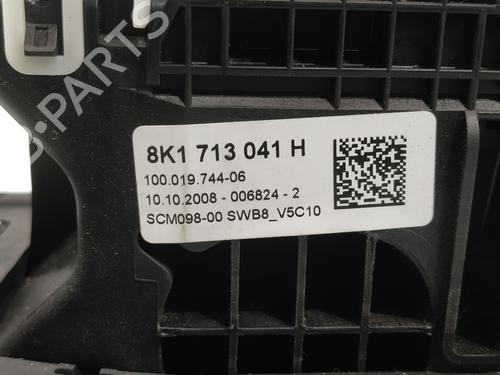 8K1 713 041 H
100.019.744-06
10.10.2008 - 006824 - 2
SCM098-00 SWB8_V5C10
B-PARTS